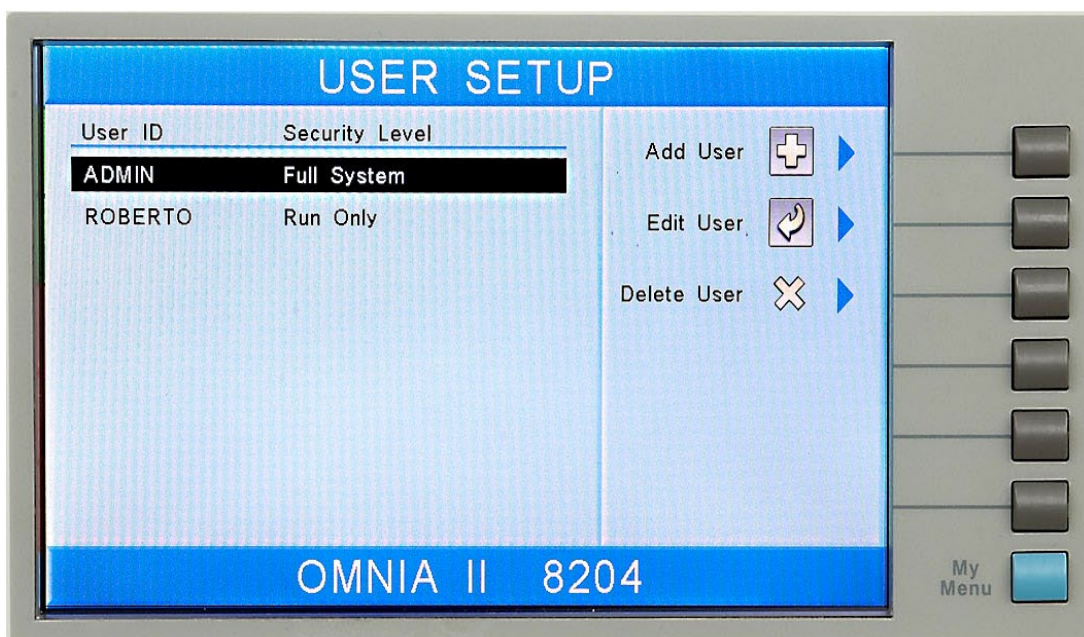 USER SETUP
User ID Security Level
ADMIN Full System
ROBERTO Run Only
Add User
Edit User
Delete User
OMNIA II 8204
My
Menu